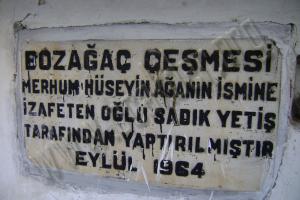 BOZAĞAÇ ÇEŞMESİ
MERHUM HÜSEYİN AĞANIN İSMİNE
İZAFETEN OĞLU SADIK YETİŞ
TARAFINDAN YAPTIRILMIŞTIR
EYLÜL 1964